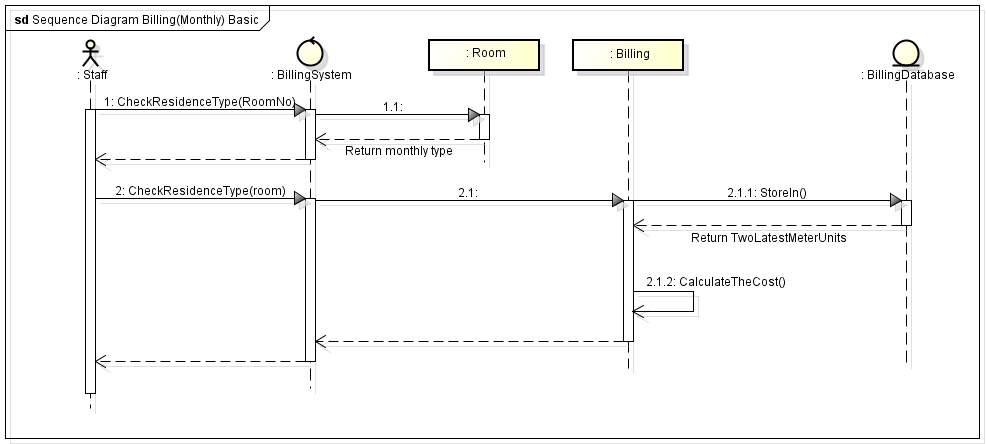 sd Sequence Diagram Billing(Monthly) Basic
: Staff
: BillingSystem
: Room
: Billing
: BillingDatabase
1: CheckResidenceType(RoomNo)
1.1:
Return monthly type
2: CheckResidenceType(room)
2.1:
2.1.1: StoreIn()
Return TwoLatestMeterUnits
2.1.2: CalculateTheCost()